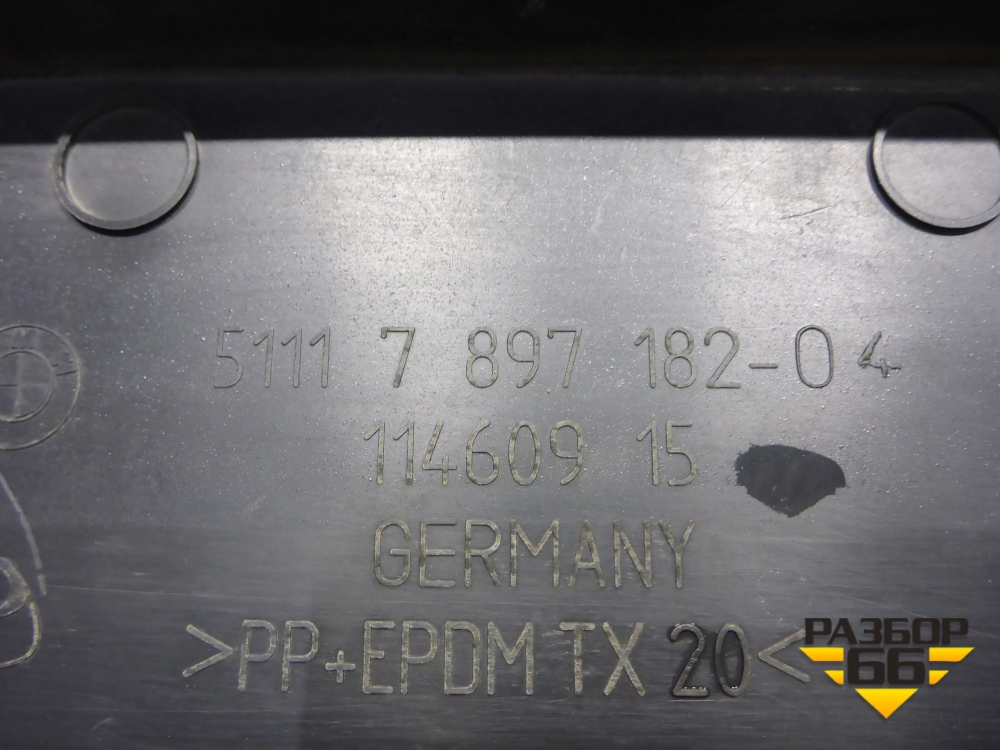 5111 7 897 182-04
114609 15
GERMANY
>PP+EPDM TX 20<
РАЗБОР
66